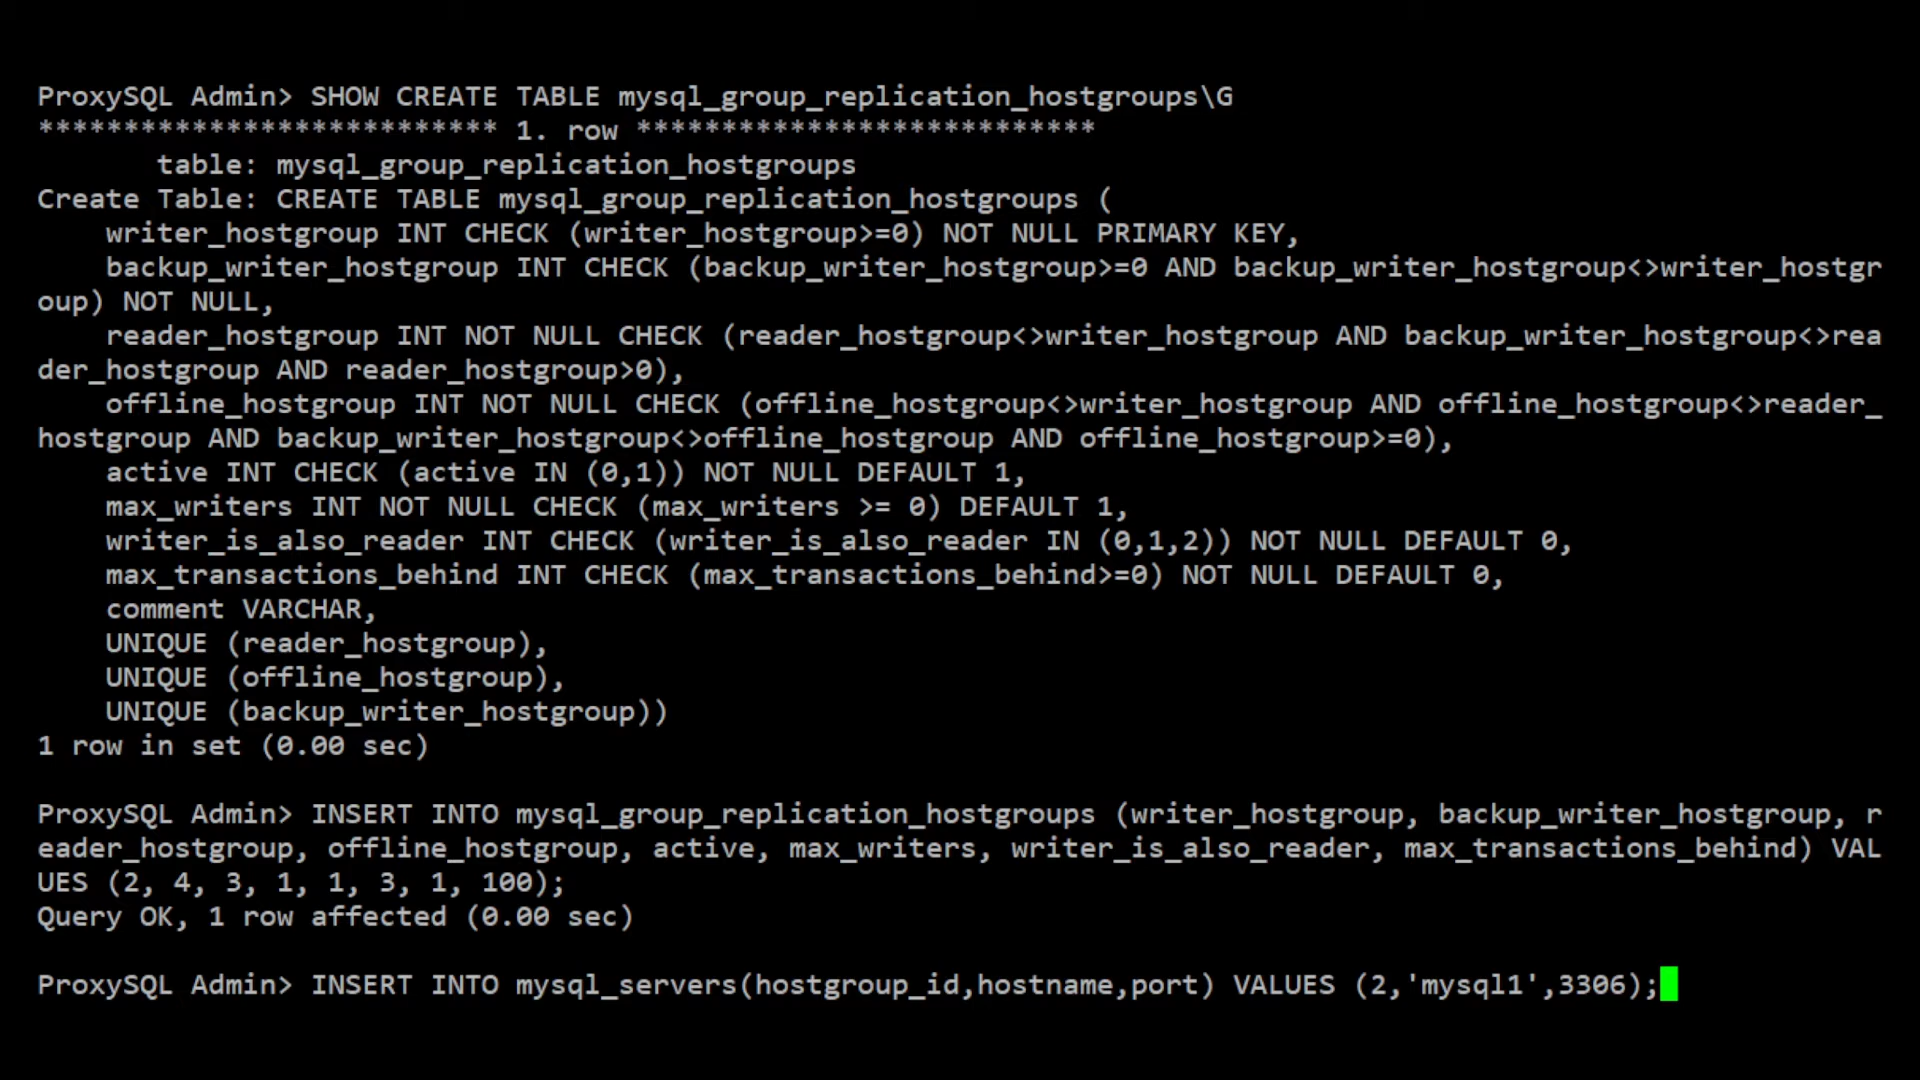 ProxySQL Admin> SHOW CREATE TABLE mysql_group_replication_hostgroups\G
*************************** 1. row ***************************
       table: mysql_group_replication_hostgroups
Create Table: CREATE TABLE mysql_group_replication_hostgroups (
    writer_hostgroup INT CHECK (writer_hostgroup>=0) NOT NULL PRIMARY KEY,
    backup_writer_hostgroup INT CHECK (backup_writer_hostgroup>=0 AND backup_writer_hostgroup<>writer_hostgr
oup) NOT NULL,
    reader_hostgroup INT NOT NULL CHECK (reader_hostgroup<>writer_hostgroup AND backup_writer_hostgroup<>rea
der_hostgroup AND reader_hostgroup>0),
    offline_hostgroup INT NOT NULL CHECK (offline_hostgroup<>writer_hostgroup AND offline_hostgroup<>reader_
hostgroup AND backup_writer_hostgroup<>offline_hostgroup AND offline_hostgroup>=0),
    active INT CHECK (active IN (0,1)) NOT NULL DEFAULT 1,
    max_writers INT NOT NULL CHECK (max_writers >= 0) DEFAULT 1,
    writer_is_also_reader INT CHECK (writer_is_also_reader IN (0,1,2)) NOT NULL DEFAULT 0,
    max_transactions_behind INT CHECK (max_transactions_behind>=0) NOT NULL DEFAULT 0,
    comment VARCHAR,
    UNIQUE (reader_hostgroup),
    UNIQUE (offline_hostgroup),
    UNIQUE (backup_writer_hostgroup))
1 row in set (0.00 sec)
ProxySQL Admin> INSERT INTO mysql_group_replication_hostgroups (writer_hostgroup, backup_writer_hostgroup, r
eader_hostgroup, offline_hostgroup, active, max_writers, writer_is_also_reader, max_transactions_behind) VAL
UES (2, 4, 3, 1, 1, 3, 1, 100);
Query OK, 1 row affected (0.00 sec)
ProxySQL Admin> INSERT INTO mysql_servers(hostgroup_id,hostname,port) VALUES (2,'mysql1',3306);